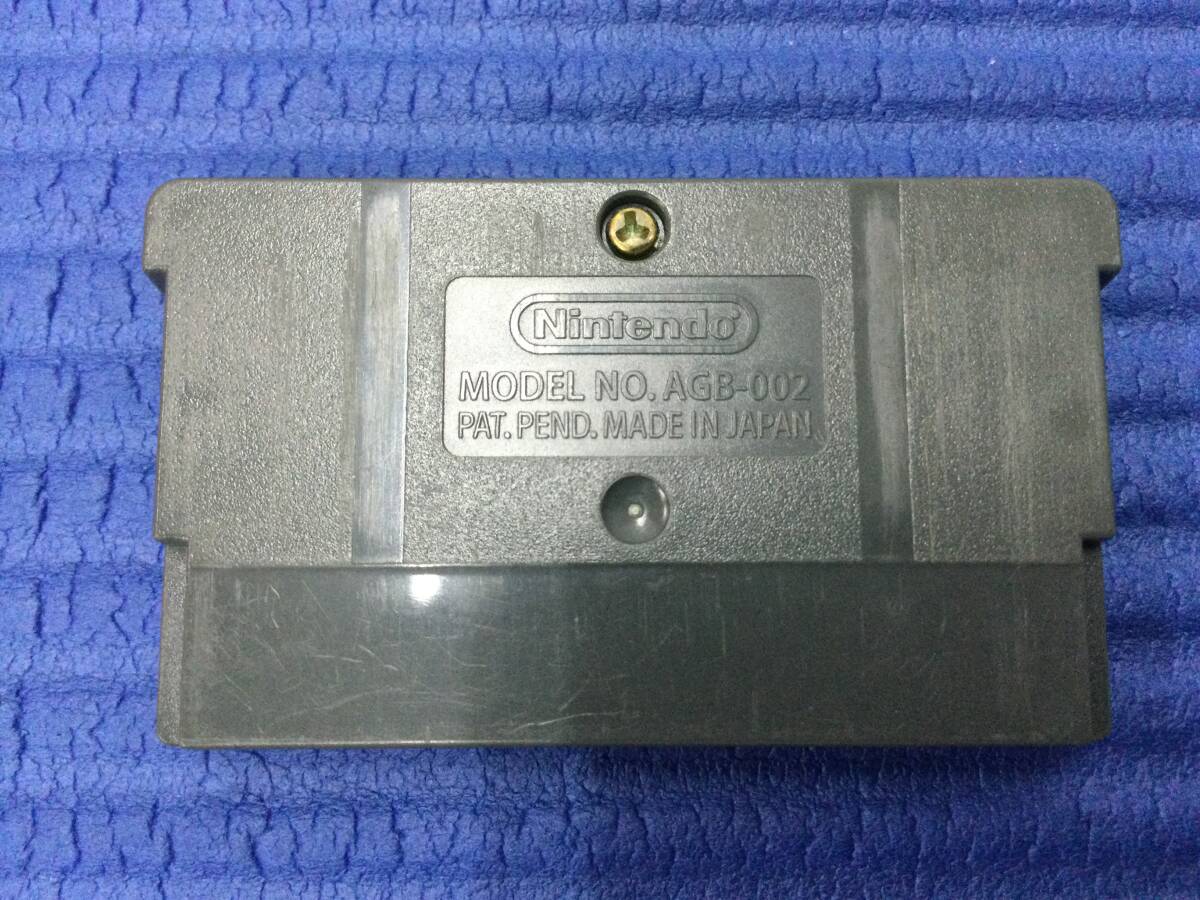 Nintendo
MODEL NO. AGB-002
PAT. PEND. MADE IN JAPAN